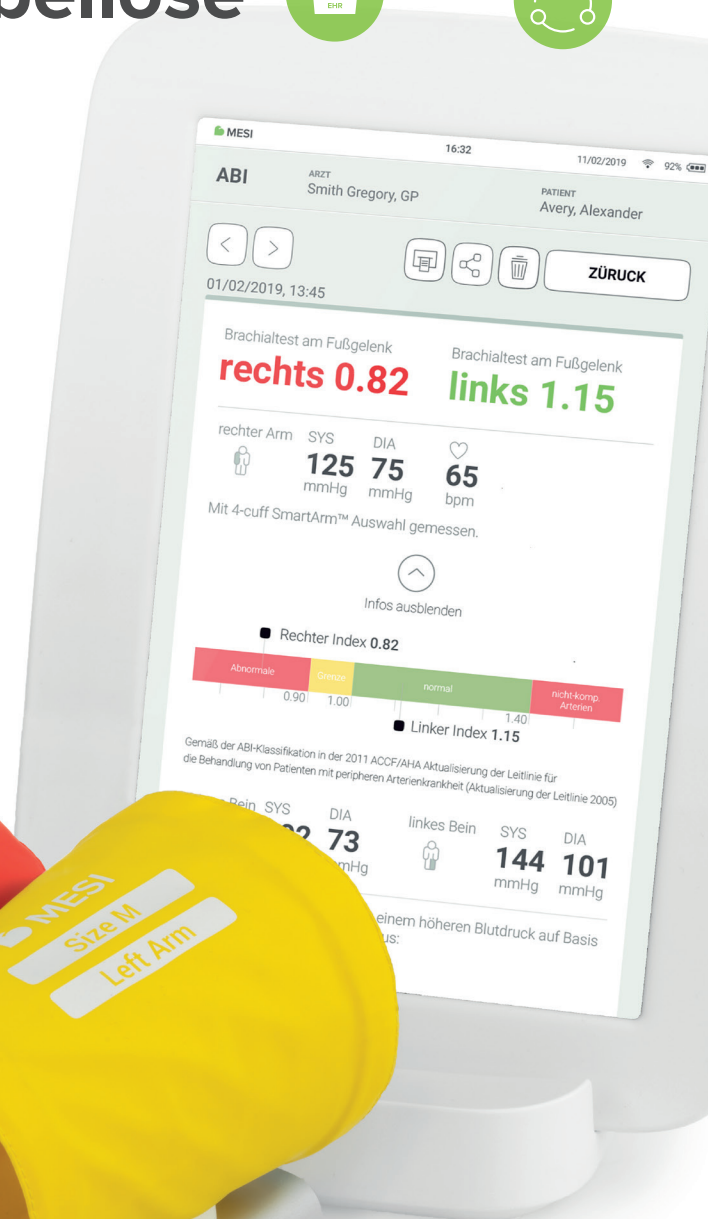 EHR
MESI
16:32
11/02/2019
92%
ABI
ARZT
Smith Gregory, GP
PATIENT
Avery, Alexander
ZÜRUCK
01/02/2019, 13:45
Brachialtest am Fußgelenk
rechts 0.82
Brachialtest am Fußgelenk
links 1.15
rechter Arm
SYS
125
mmHg
DIA
75
mmHg
65
bpm
Mit 4-cuff SmartArm™ Auswahl gemessen.
Infos ausblenden
Rechter Index 0.82
Abnormale
Grenze
normal
nicht-komp.
Arterien
0.90
1.00
1.40
Linker Index 1.15
Gemäß der ABI-Klassifikation in der 2011 ACCF/AHA Aktualisierung der Leitlinie für
die Behandlung von Patienten mit peripheren Arterienkrankheit (Aktualisierung der Leitlinie 2005)
Bein
SYS
DIA
73
linkes Bein
SYS
144
mmHg
DIA
101
mmHg
einem höheren Blutdruck auf Basis
MESI
Size M
Left Arm